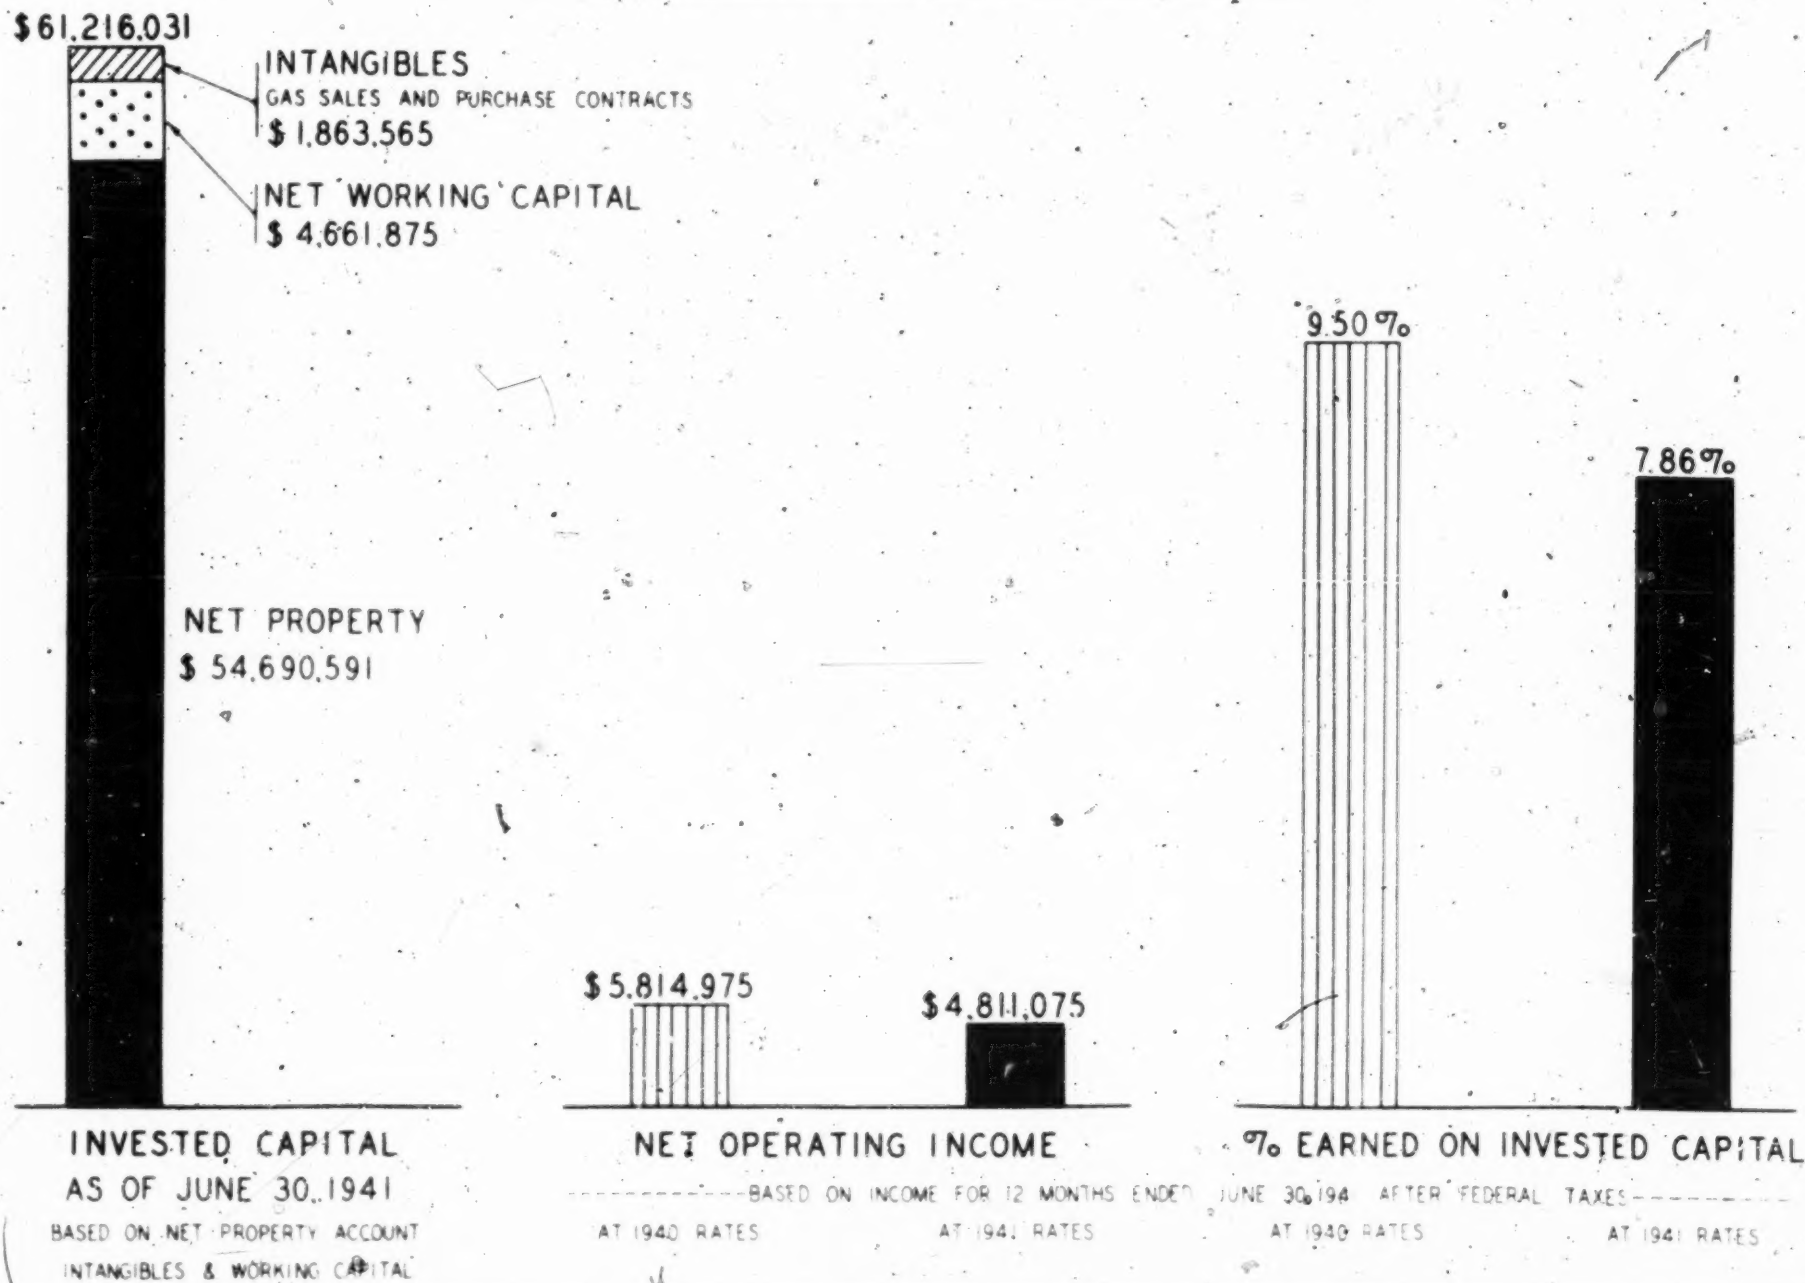 $61,216,031
INTANGIBLES
GAS SALES AND PURCHASE CONTRACTS
$1,863,565
NET WORKING CAPITAL
$4,661,875
NET PROPERTY
$54,690,591
INVESTED CAPITAL
AS OF JUNE 30, 1941
BASED ON NET PROPERTY ACCOUNT
INTANGIBLES & WORKING CAPITAL
$5,814,975
$4,811,075
NET OPERATING INCOME
9.50%
7.86%
% EARNED ON INVESTED CAPITAL
BASED ON INCOME FOR 12 MONTHS ENDED JUNE 30, 194 AFTER FEDERAL TAXES
AT 1940 RATES
AT 1941 RATES
AT 1940 RATES
AT 1941 RATES